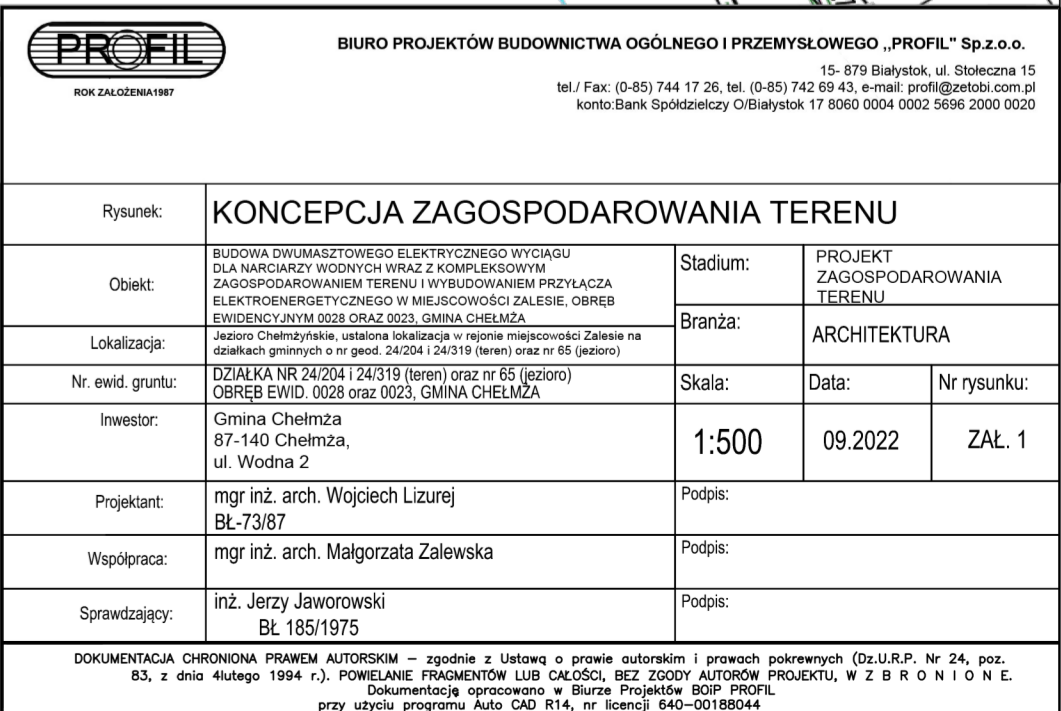 PROFIL
ROK ZAŁOŻENIA1987
BIURO PROJEKTÓW BUDOWNICTWA OGÓLNEGO I PRZEMYSŁOWEGO ,,PROFIL" Sp.z.o.o.
15- 879 Białystok, ul. Stołeczna 15
tel./ Fax: (0-85) 744 17 26, tel. (0-85) 742 69 43, e-mail: profil@zetobi.com.pl
konto:Bank Spółdzielczy O/Białystok 17 8060 0004 0002 5696 2000 0020
Rysunek:
KONCEPCJA ZAGOSPODAROWANIA TERENU
Obiekt:
BUDOWA DWUMASZTOWEGO ELEKTRYCZNEGO WYCIĄGU
DLA NARCIARZY WODNYCH WRAZ Z KOMPLEKSOWYM
ZAGOSPODAROWANIEM TERENU I WYBUDOWANIEM PRZYŁĄCZA
ELEKTROENERGETYCZNEGO W MIEJSCOWOŚCI ZALESIE, OBRĘB
EWIDENCYJNYM 0028 ORAZ 0023, GMINA CHEŁMŻA
Stadium:
PROJEKT
ZAGOSPODAROWANIA
TERENU
Branża:
ARCHITEKTURA
Lokalizacja:
Jezioro Chełmżyńskie, ustalona lokalizacja w rejonie miejscowości Zalesie na
działkach gminnych o nr geod. 24/204 i 24/319 (teren) oraz nr 65 (jezioro)
Nr. ewid. gruntu:
DZIAŁKA NR 24/204 i 24/319 (teren) oraz nr 65 (jezioro)
OBRĘB EWID. 0028 oraz 0023, GMINA CHEŁMŻA
Skala:
Data:
Nr rysunku:
Inwestor:
Gmina Chełmża
87-140 Chełmża,
ul. Wodna 2
1:500
09.2022
ZAŁ. 1
Projektant:
mgr inż. arch. Wojciech Lizurej
BŁ-73/87
Podpis:
Współpraca:
mgr inż. arch. Małgorzata Zalewska
Podpis:
Sprawdzający:
inż. Jerzy Jaworowski
BŁ 185/1975
Podpis:
DOKUMENTACJA CHRONIONA PRAWEM AUTORSKIM – zgodnie z Ustawą o prawie autorskim i prawach pokrewnych (Dz.U.R.P. Nr 24, poz.
83, z dnia 4lutego 1994 r.). POWIELANIE FRAGMENTÓW LUB CAŁOŚCI, BEZ ZGODY AUTORÓW PROJEKTU, W Z B R O N I O N E.
Dokumentację opracowano w Biurze Projektów BOiP PROFIL
przy użyciu programu Auto CAD R14, nr licencji 640-00188044